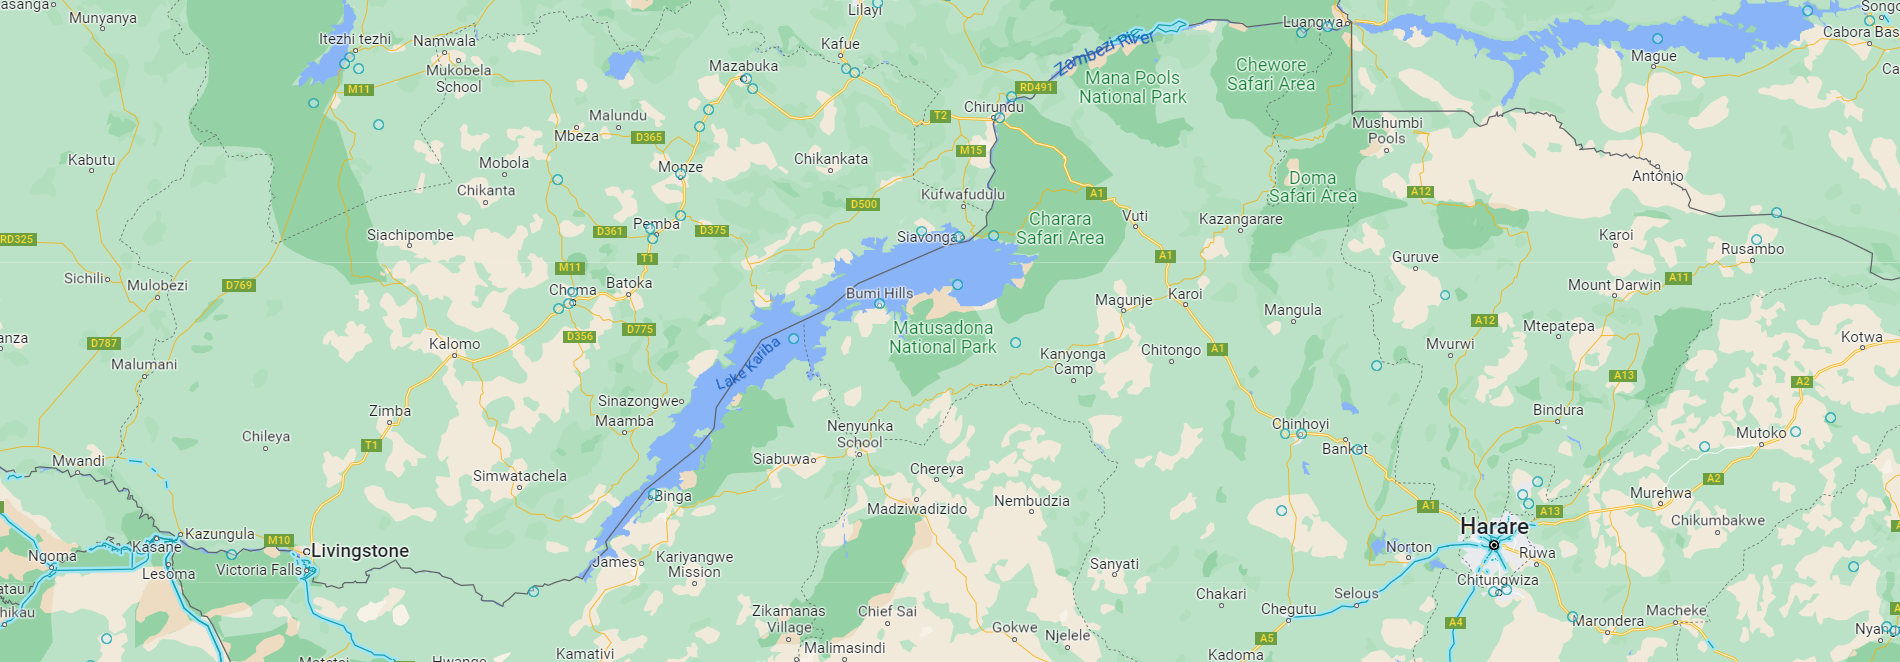 Munyanya
Itezhi tezhi
Namwala
Mukobela
School
M11
Lilayi
Kafue
Mazabuka
Malundu
Mbeza
D365
Monze
Mobola
Chikanta
Chikankata
T2
M15
Chirundu
RD491
Zambezi River
Mana Pools
National Park
Chewore
Safari Area
Luangwa
Songo
Cabora Bas
Mague
Ca
Mushumbi
Pools
António
Doma
Safari Area
A12
A1
Vuti
Kazangarare
Charara
Safari Area
Kufwafudulu
D500
Siavonga
Kabutu
RD325
Sichili
Mulobezi
D769
Siachipombe
Pemba
D361
D375
T1
M11
Batoka
Choma
D356
D775
Bumi Hills
Matusadona
National Park
Lake Kariba
A1
Magunje
Karoi
Kanyonga
Camp
Chitongo
A1
Mangula
Guruve
Karoi
Rusambo
A11
Mount Darwin
A12
Mtepatepa
Mvurwi
Kotwa
A13
A2
anza
D787
Malumani
Kalomo
Zimba
T1
Chileya
Mwandi
Sinazongwe
Maamba
Simwatachela
Siabuwa
Binga
Nenyunka
School
Chereya
Madziwadizido
Nembudzia
Chinhoyi
Banket
Bindura
Mutoko
A2
Murehwa
Chikumbakwe
A1
A13
Harare
Ruwa
Norton
Chitungwiza
Kazungula
Kasane
Ngoma
Lesoma
M10
Livingstone
Victoria Falls
James
Kariyangwe
Mission
Sanyati
Chakari
Selous
Chegutu
A4
Marondera
Macheke
A5
Kadoma
Zikamanas
Village
Chief Sai
Malimasindi
Gokwe
Njelele
Kamativi
Hwange